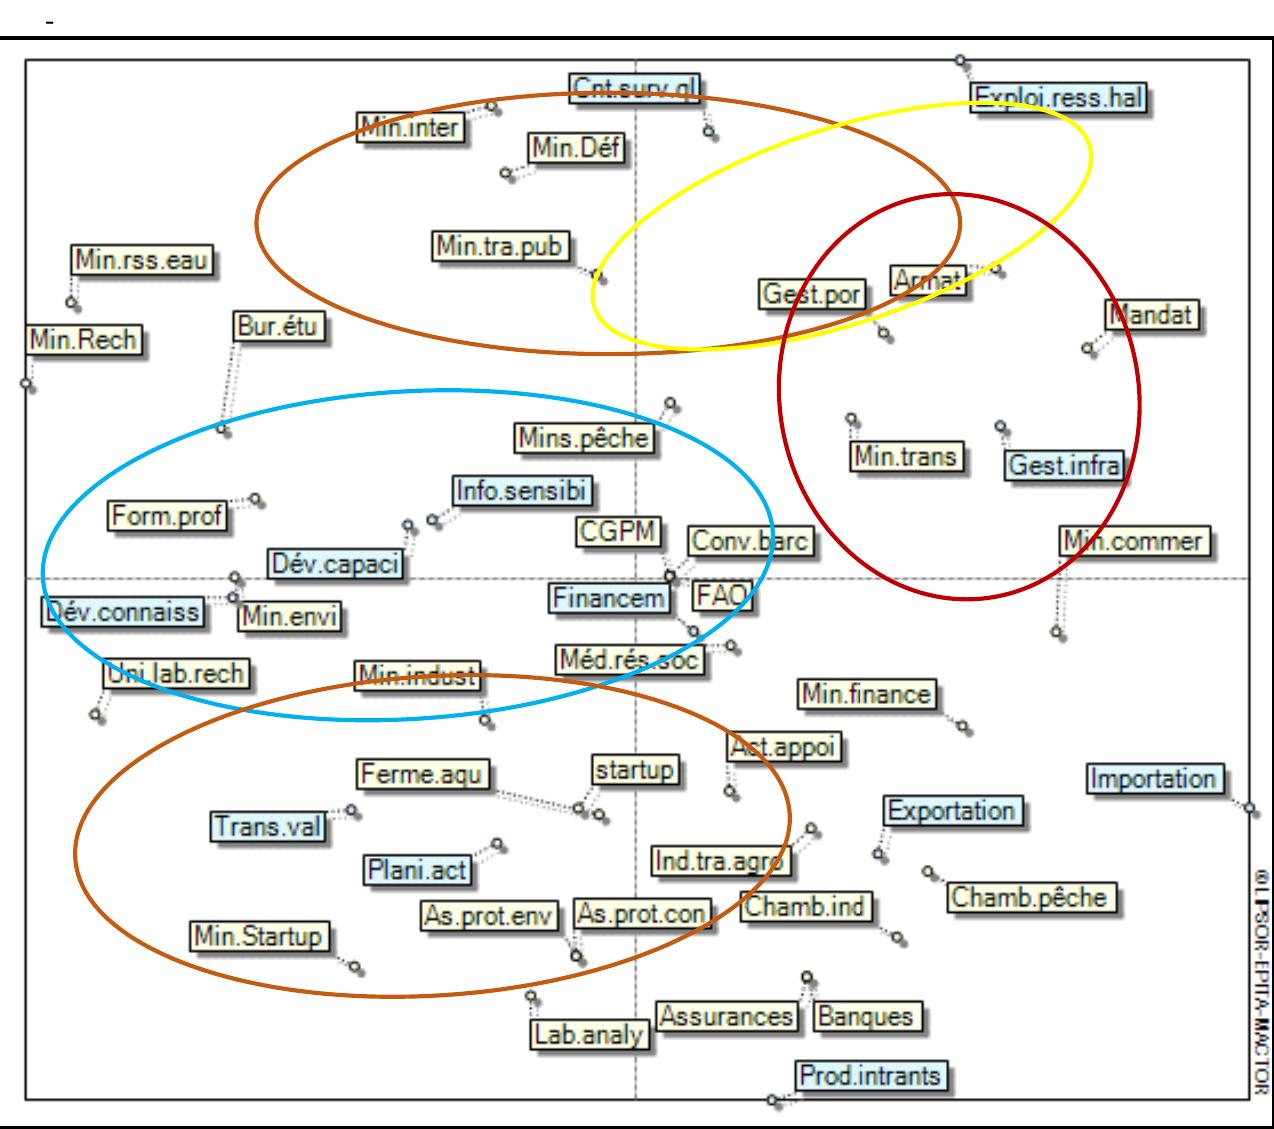 -
Cnt.surv.ql
Exploi.ress.hal
Min.inter
Min.Déf
Min.tra.pub
Min.rss.eau
Armat
Gest.por
Mandat
Bur.étu
Min.Rech
Mins.pêche
Min.trans
Gest.infra
Info.sensibi
Form.prof
CGPM
Conv.barc
Min.commer
Dév.capaci
Financem
FAO
Dév.connaiss
Min.envi
Méd.rés.soc
Uni.lab.rech
Min.indust
Min.finance
Act.appoi
Ferme.aqu
startup
Importation
Exportation
Trans.val
Ind.tra.agro
Plani.act
Chamb.pêche
Chamb.ind
As.prot.env
As.prot.con
Min.Startup
Assurances
Banques
Lab.analy
Prod.intrants
© LIPSOR-EPITA-MACTOR